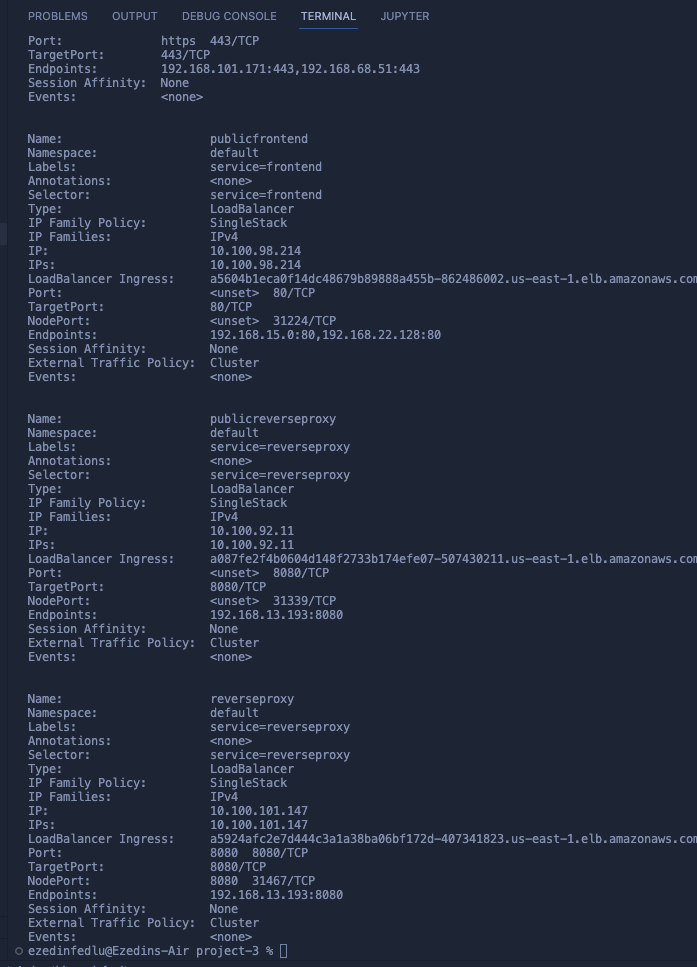 PROBLEMS OUTPUT DEBUG CONSOLE TERMINAL JUPYTER
Port: https 443/TCP
TargetPort: 443/TCP
Endpoints: 192.168.101.171:443,192.168.68.51:443
Session Affinity: None
Events: <none>
Name: publicfrontend
Namespace: default
Labels: service=frontend
Annotations: <none>
Selector: service=frontend
Type: LoadBalancer
IP Family Policy: SingleStack
IP Families: IPv4
IP: 10.100.98.214
IPs: 10.100.98.214
LoadBalancer Ingress: a5604b1eca0f14dc48679b89888a455b-862486002.us-east-1.elb.amazonaws.com
Port: <unset> 80/TCP
TargetPort: 80/TCP
NodePort: <unset> 31224/TCP
Endpoints: 192.168.15.0:80,192.168.22.128:80
Session Affinity: None
External Traffic Policy: Cluster
Events: <none>
Name: publicreverseproxy
Namespace: default
Labels: service=reverseproxy
Annotations: <none>
Selector: service=reverseproxy
Type: LoadBalancer
IP Family Policy: SingleStack
IP Families: IPv4
IP: 10.100.92.11
IPs: 10.100.92.11
LoadBalancer Ingress: a087fe2f4b0604d148f2733b174efe07-507430211.us-east-1.elb.amazonaws.com
Port: <unset> 8080/TCP
TargetPort: 8080/TCP
NodePort: <unset> 31339/TCP
Endpoints: 192.168.13.193:8080
Session Affinity: None
External Traffic Policy: Cluster
Events: <none>
Name: reverseproxy
Namespace: default
Labels: service=reverseproxy
Annotations: <none>
Selector: service=reverseproxy
Type: LoadBalancer
IP Family Policy: SingleStack
IP Families: IPv4
IP: 10.100.101.147
IPs: 10.100.101.147
LoadBalancer Ingress: a5924afc2e7d444c3a1a38ba06bf172d-407341823.us-east-1.elb.amazonaws.com
Port: 8080 8080/TCP
TargetPort: 8080/TCP
NodePort: 8080 31467/TCP
Endpoints: 192.168.13.193:8080
Session Affinity: None
External Traffic Policy: Cluster
Events: <none>
ezedinfedlu@Ezedins-Air project-3 %